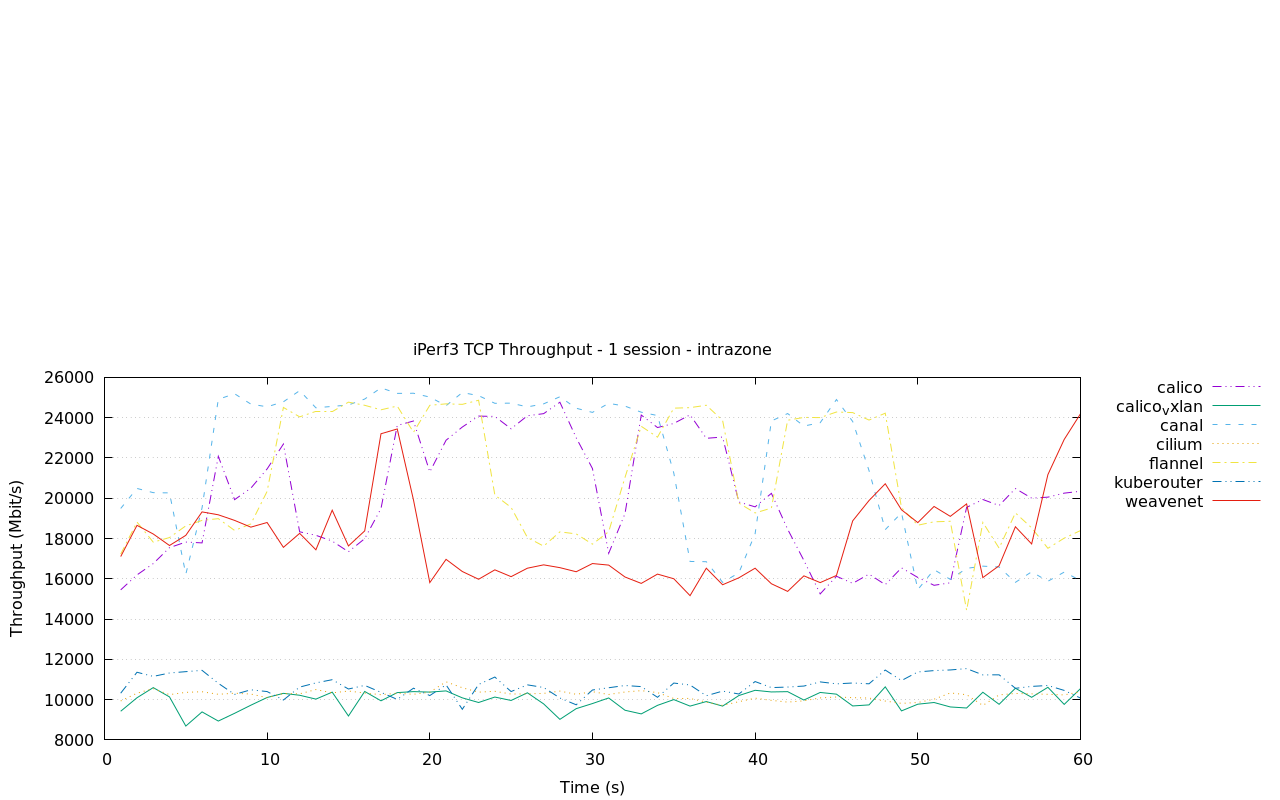 iPerf3 TCP Throughput - 1 session - intrazone
26000
24000
22000
20000
18000
16000
14000
12000
10000
8000
Throughput (Mbit/s)
0 10 20 30 40 50 60
Time (s)
calico
calicovxlan
canal
cilium
flannel
kuberouter
weavenet